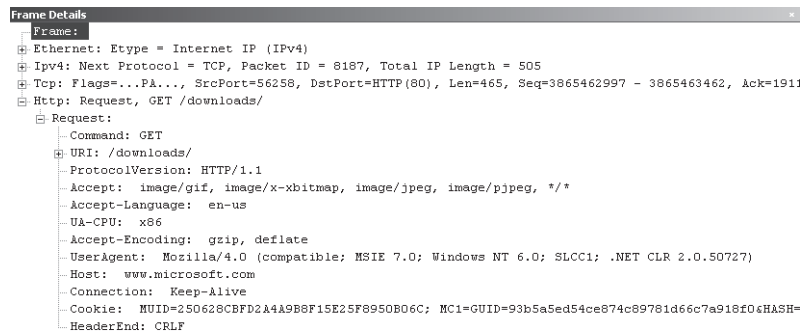 Frame Details
Frame:
Ethernet: Etype = Internet IP (IPv4)
Ipv4: Next Protocol = TCP, Packet ID = 8187, Total IP Length = 505
Tcp: Flags=...PA..., SrcPort=56258, DstPort=HTTP(80), Len=465, Seq=3865462997 - 3865463462, Ack=1911
Http: Request, GET /downloads/
Request:
Command: GET
URI: /downloads/
ProtocolVersion: HTTP/1.1
Accept: image/gif, image/x-xbitmap, image/jpeg, image/pjpeg, */*
Accept-Language: en-us
UA-CPU: x86
Accept-Encoding: gzip, deflate
UserAgent: Mozilla/4.0 (compatible; MSIE 7.0; Windows NT 6.0; SLCC1; .NET CLR 2.0.50727)
Host: www.microsoft.com
Connection: Keep-Alive
Cookie: MUID=250628CBFD2A4A9B8F15E25F8950B06C; MC1=GUID=93b5a5ed54ce874c89781d66c7a918f0&HASH=
HeaderEnd: CRLF